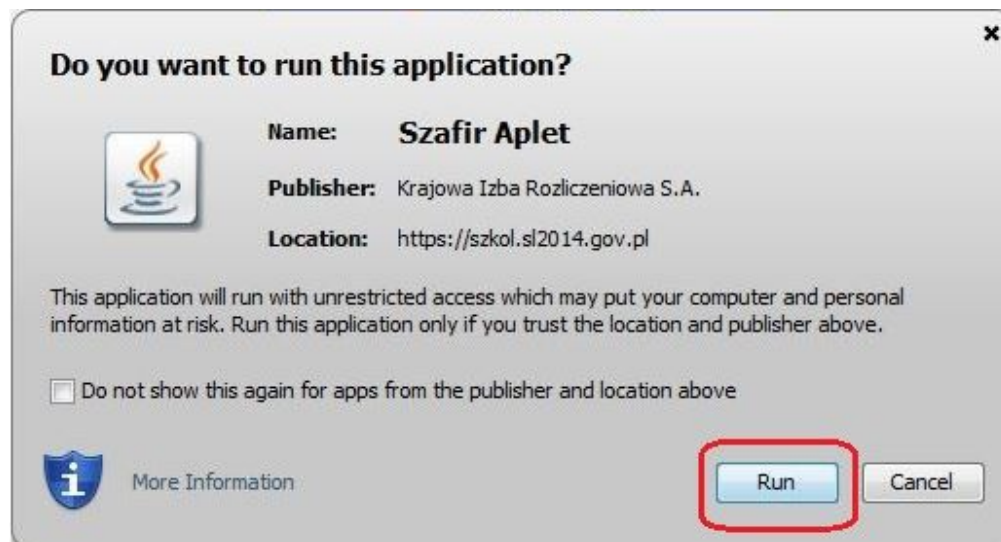 Do you want to run this application?
Name: Szafir Aplet
Publisher: Krajowa Izba Rozliczeniowa S.A.
Location: https://szkol.sl2014.gov.pl
This application will run with unrestricted access which may put your computer and personal
information at risk. Run this application only if you trust the location and publisher above.
Do not show this again for apps from the publisher and location above
More Information
Run
Cancel